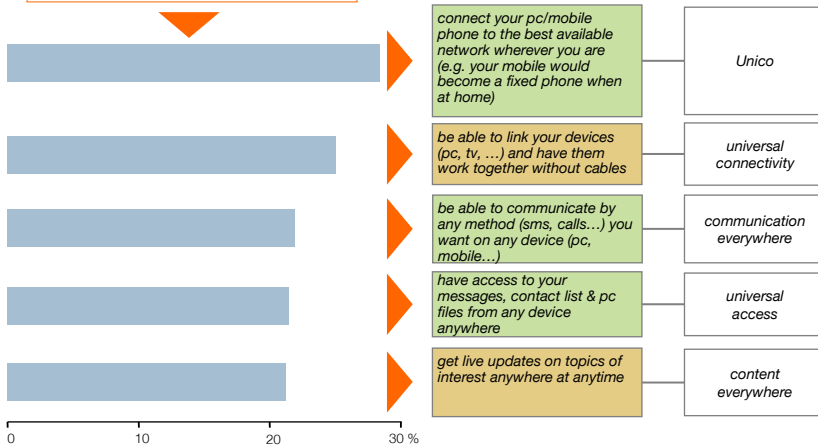 connect your pc/mobile
phone to the best available
network wherever you are
(e.g. your mobile would
become a fixed phone when
at home)
Unico
be able to link your devices
(pc, tv, …) and have them
work together without cables
universal
connectivity
be able to communicate by
any method (sms, calls…) you
want on any device (pc,
mobile…)
communication
everywhere
have access to your
messages, contact list & pc
files from any device
anywhere
universal
access
get live updates on topics of
interest anywhere at anytime
content
everywhere
0 10 20 30 %